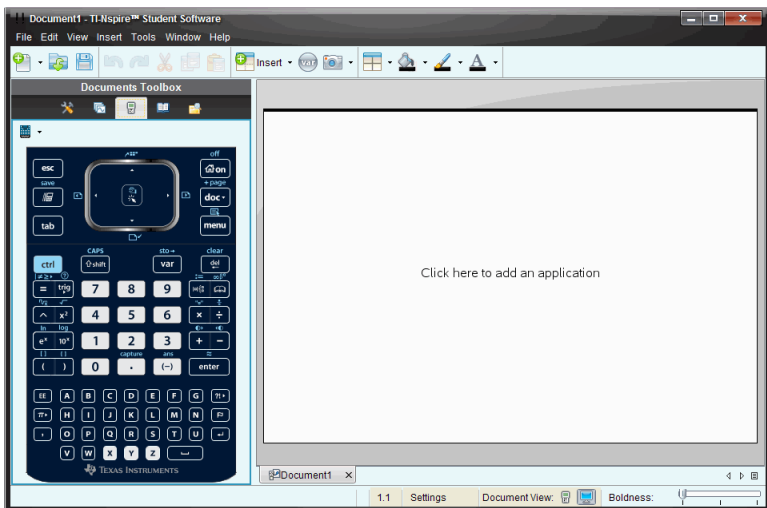 Document1 - TI-Nspire™ Student Software
File Edit View Insert Tools Window Help
Insert var A
Documents Toolbox
off
esc on
save + page
doc
tab menu
CAPS sto→ clear
ctrl ⇧shift var del
= trig 7 8 9
^ x² 4 5 6 × ÷
ln log
eˣ 10ˣ 1 2 3 + −
[ ] { } capture ans ≈
( ) 0 . (−) enter
EE A B C D E F G ?!▸
π▸ H I J K L M N
, O P Q R S T U ↵
V W X Y Z
TEXAS INSTRUMENTS
Click here to add an application
Document1 ×
1.1 Settings Document View: Boldness: